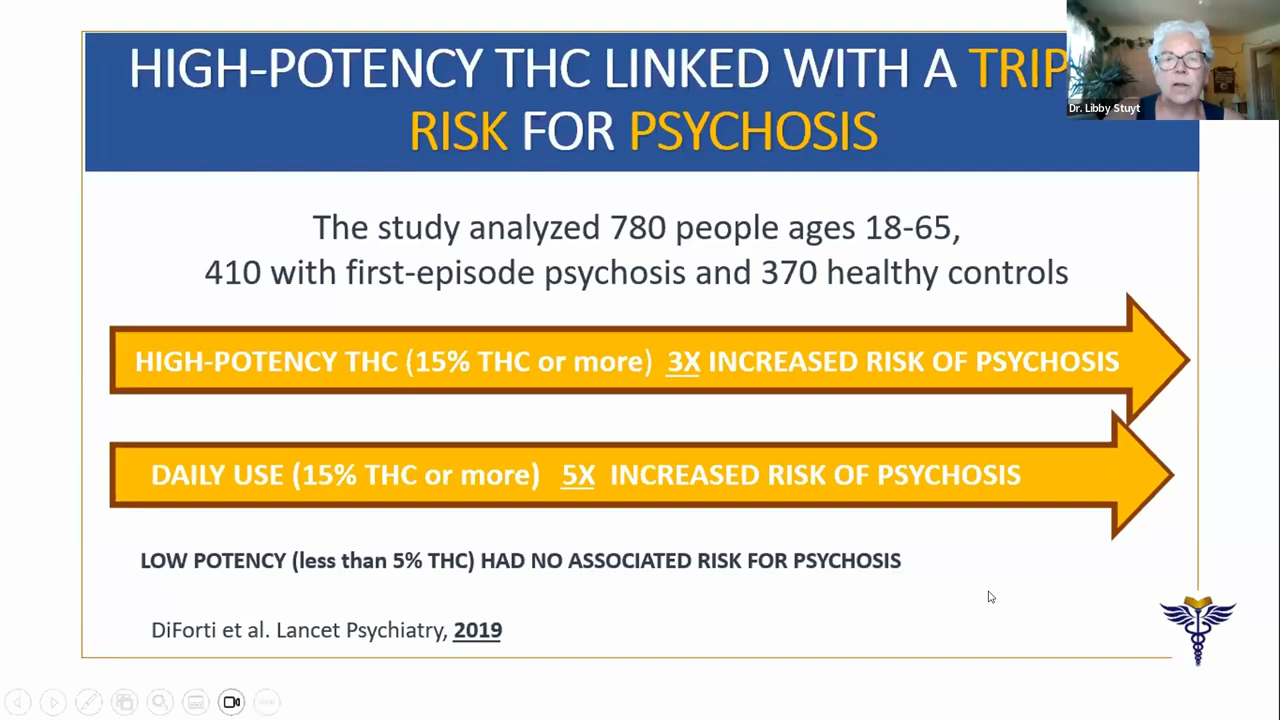 HIGH-POTENCY THC LINKED WITH A TRIP
RISK FOR PSYCHOSIS
Dr. Libby Stuyt
The study analyzed 780 people ages 18-65,
410 with first-episode psychosis and 370 healthy controls
HIGH-POTENCY THC (15% THC or more) 3X INCREASED RISK OF PSYCHOSIS
DAILY USE (15% THC or more) 5X INCREASED RISK OF PSYCHOSIS
LOW POTENCY (less than 5% THC) HAD NO ASSOCIATED RISK FOR PSYCHOSIS
DiForti et al. Lancet Psychiatry, 2019